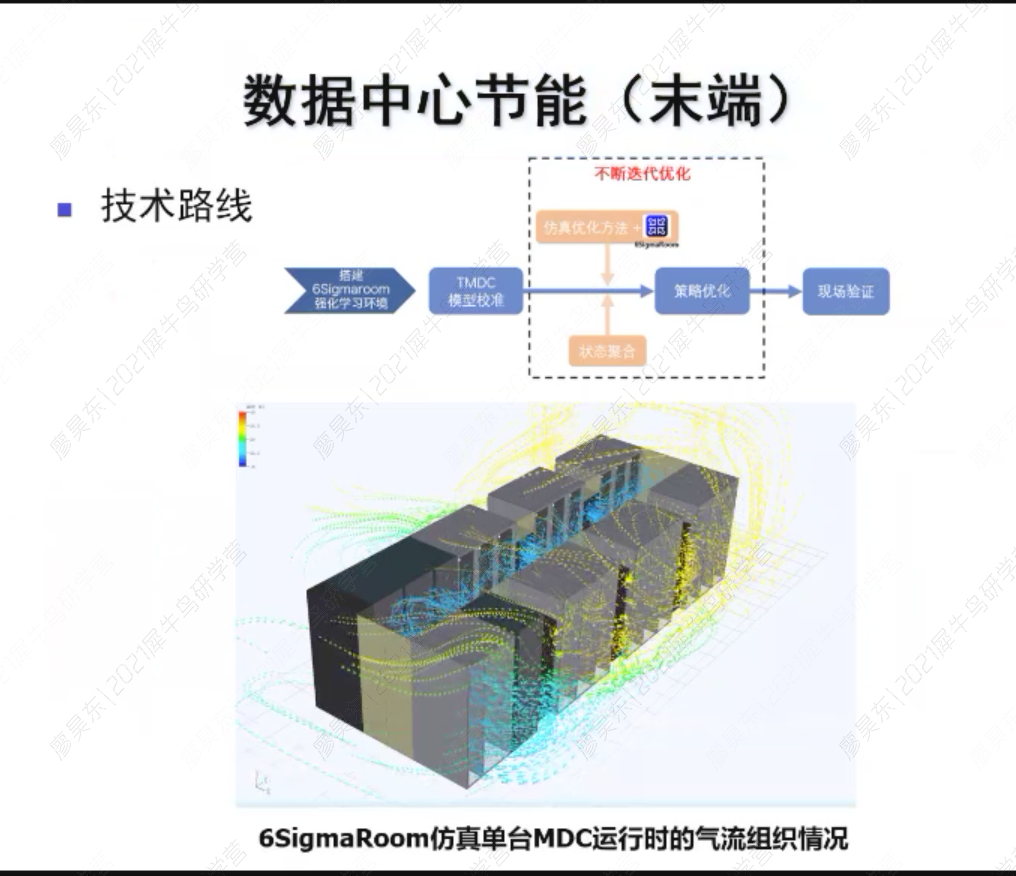 数据中心节能（末端）
技术路线
不断迭代优化
仿真优化方法 +
6SigmaRoom
搭建
6Sigmaroom
强化学习环境
TMDC
模型校准
策略优化
现场验证
状态聚合
6SigmaRoom仿真单台MDC运行时的气流组织情况
廖昊东|2021犀牛鸟研学营